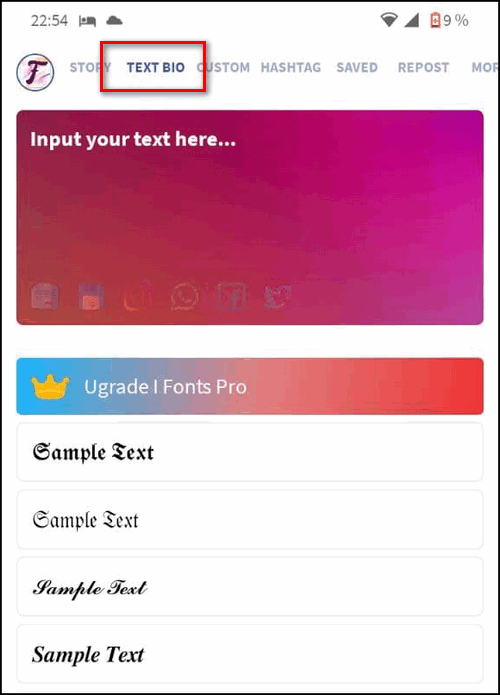 22:54 9 %
STORY TEXT BIO CUSTOM HASHTAG SAVED REPOST MOR
Input your text here...
Ugrade I Fonts Pro
𝕾ample 𝕿ext
𝔖ample 𝔗ext
𝓢𝓪𝓶𝓹𝓵𝓮 𝓣𝓮𝔁𝓽
𝑺𝒂𝒎𝒑𝒍𝒆 𝑻𝒆𝒙𝒕